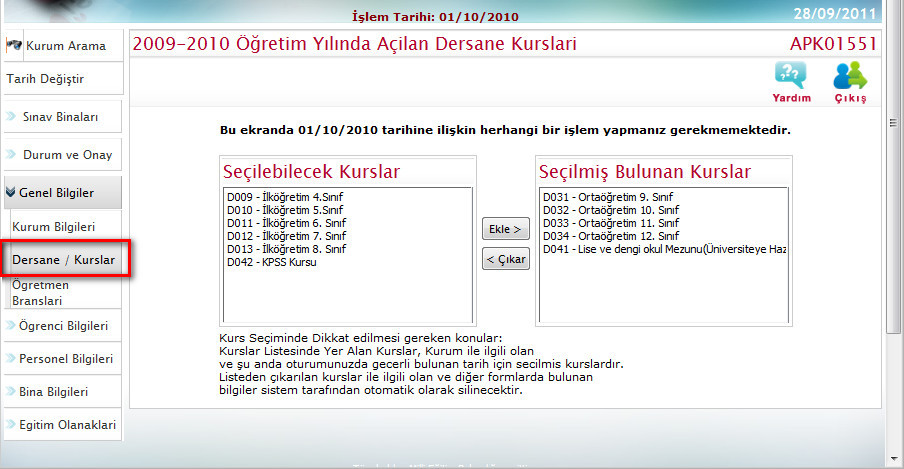 İşlem Tarihi: 01/10/2010
28/09/2011
Kurum Arama
Tarih Değiştir
Sınav Binaları
Durum ve Onay
Genel Bilgiler
Kurum Bilgileri
Dersane / Kurslar
Ögretmen
Branslari
Öğrenci Bilgileri
Personel Bilgileri
Bina Bilgileri
Egitim Olanaklari
2009-2010 Öğretim Yılında Açilan Dersane Kurslari
APK01551
Yardım
Çıkış
Bu ekranda 01/10/2010 tarihine ilişkin herhangi bir işlem yapmanız gerekmemektedir.
Seçilebilecek Kurslar
D009 - İlköğretim 4.Sınıf
D010 - İlköğretim 5.Sınıf
D011 - İlköğretim 6. Sınıf
D012 - İlköğretim 7. Sınıf
D013 - İlköğretim 8. Sınıf
D042 - KPSS Kursu
Ekle >
< Çıkar
Seçilmiş Bulunan Kurslar
D031 - Ortaöğretim 9. Sınıf
D032 - Ortaöğretim 10. Sınıf
D033 - Ortaöğretim 11. Sınıf
D034 - Ortaöğretim 12. Sınıf
D041 - Lise ve dengi okul Mezunu(Üniversiteye Haz
Kurs Seçiminde Dikkat edilmesi gereken konular:
Kurslar Listesinde Yer Alan Kurslar, Kurum ile ilgili olan
ve şu anda oturumunuzda gecerli bulunan tarih için secilmis kurslardır.
Listeden çıkarılan kurslar ile ilgili olan ve diğer formlarda bulunan
bilgiler sistem tarafından otomatik olarak silinecektir.